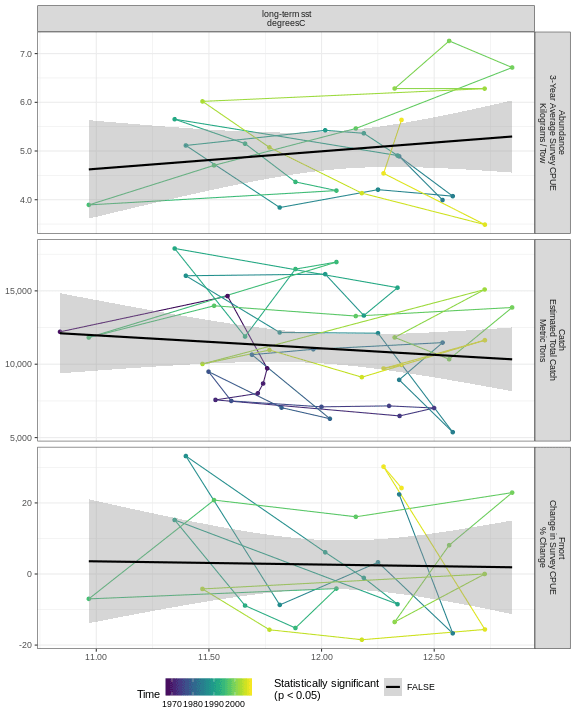 long-term sst
degreesC
7.0
6.0
5.0
4.0
Abundance
3-Year Average Survey CPUE
Kilograms / Tow
15,000
10,000
5,000
Catch
Estimated Total Catch
Metric Tons
20
0
-20
Fmort
Change in Survey CPUE
% Change
11.00 11.50 12.00 12.50
Time
1970 1980 1990 2000
Statistically significant
(p < 0.05)
FALSE